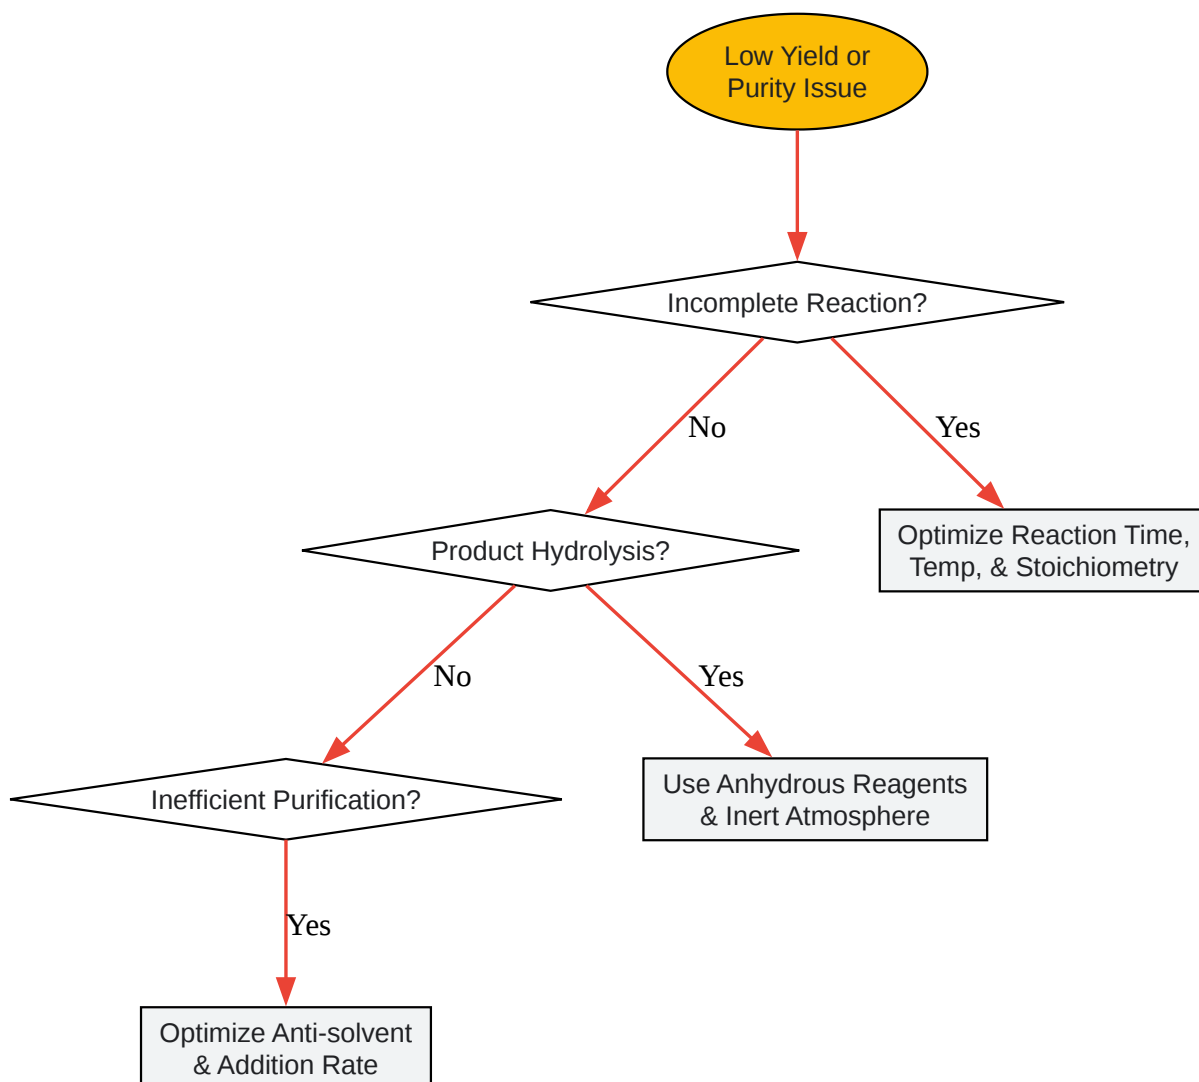 Low Yield or
Purity Issue
Incomplete Reaction?
No
Yes
Optimize Reaction Time,
Temp, & Stoichiometry
Product Hydrolysis?
No
Yes
Use Anhydrous Reagents
& Inert Atmosphere
Inefficient Purification?
Yes
Optimize Anti-solvent
& Addition Rate